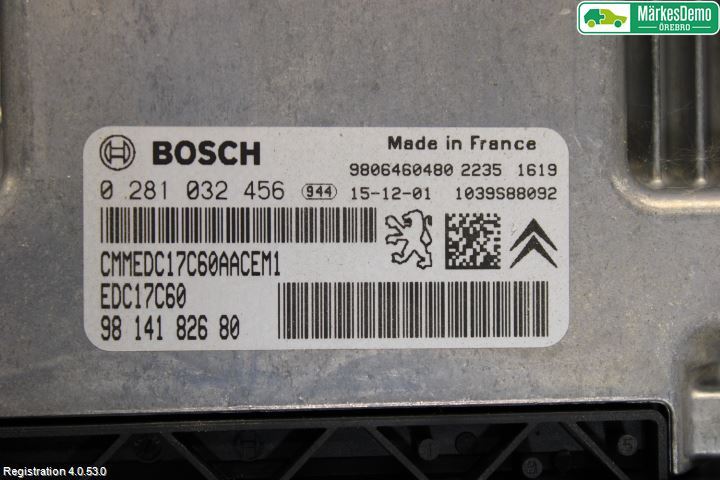 MärkesDemo
ÖREBRO
BOSCH
Made in France
9806460480 2235 1619
0 281 032 456 944 15-12-01 1039S88092
CMMEDC17C60AACEM1
EDC17C60
98 141 826 80
Registration 4.0.53.0